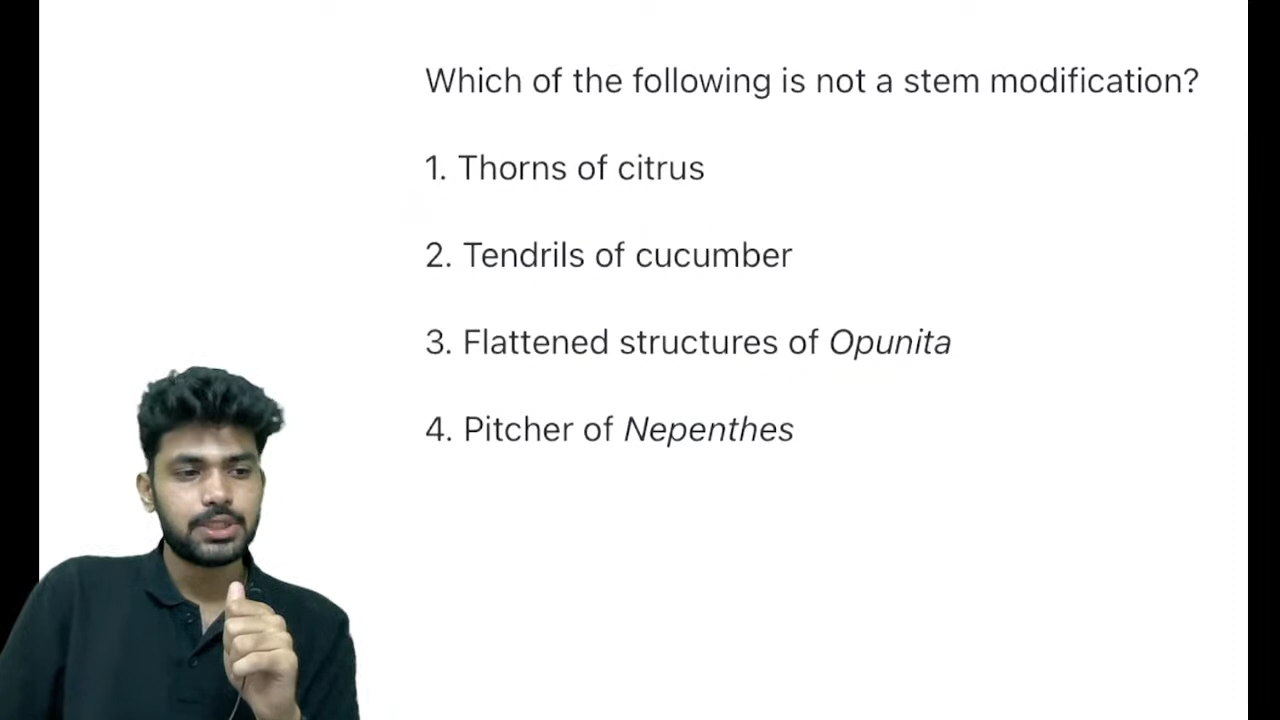 Which of the following is not a stem modification?
1. Thorns of citrus
2. Tendrils of cucumber
3. Flattened structures of Opunita
4. Pitcher of Nepenthes